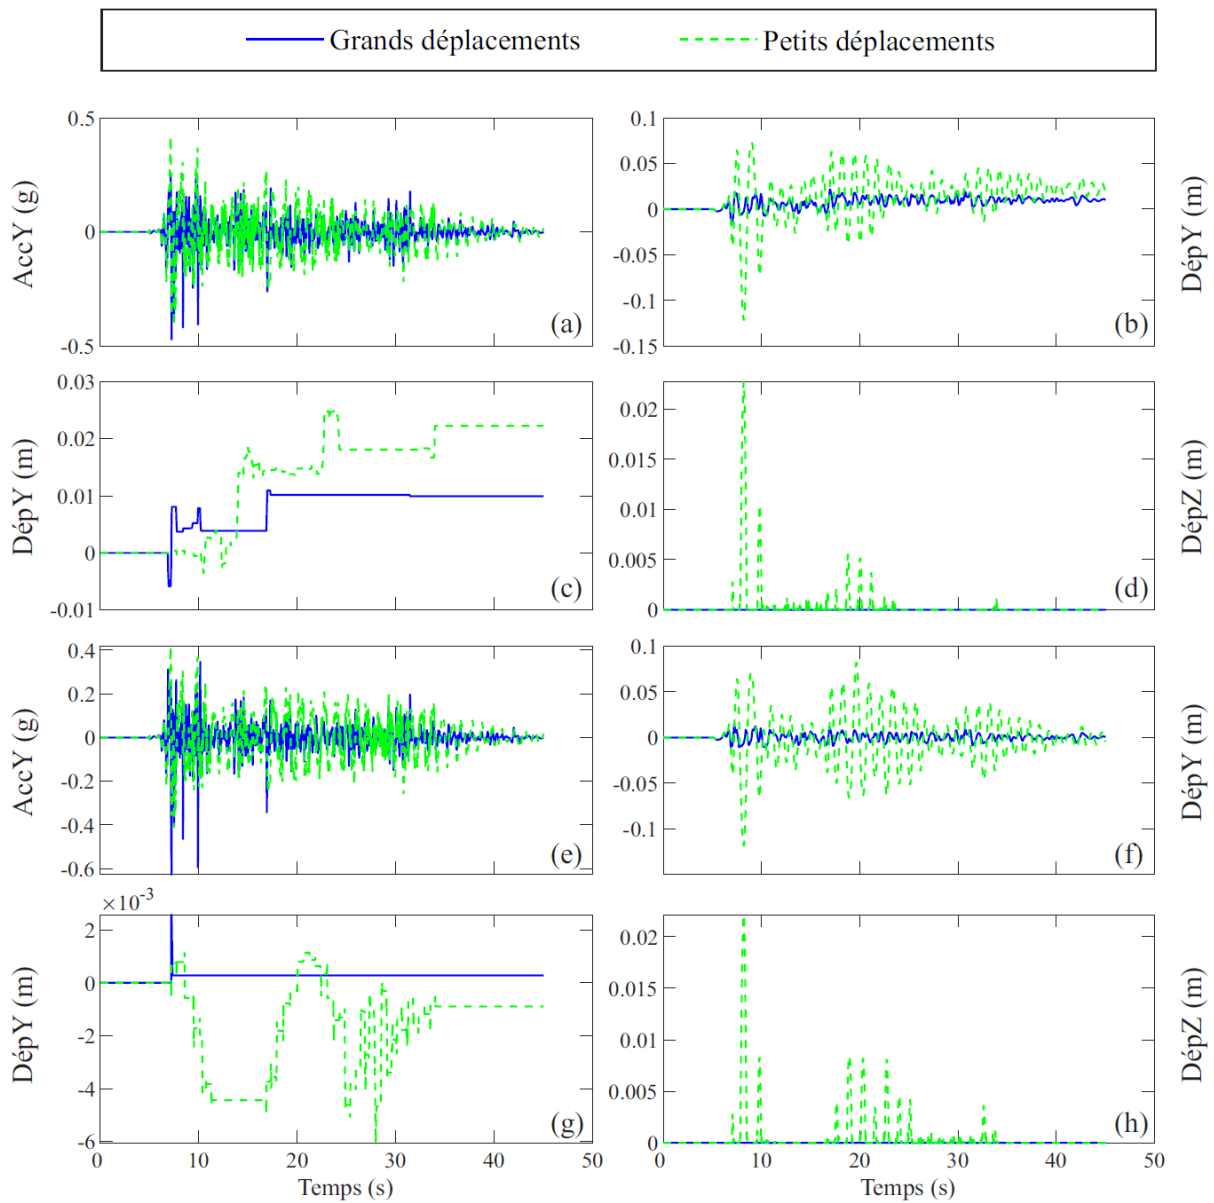 Grands déplacements
Petits déplacements
0.5
0
-0.5
AccY (g)
(a)
0.1
0.05
0
-0.05
-0.1
-0.15
DépY (m)
(b)
0.03
0.02
0.01
0
-0.01
DépY (m)
(c)
0.02
0.015
0.01
0.005
0
DépZ (m)
(d)
0.4
0.2
0
-0.2
-0.4
-0.6
AccY (g)
(e)
0.1
0.05
0
-0.05
-0.1
DépY (m)
(f)
×10-3
2
0
-2
-4
-6
DépY (m)
(g)
0 10 20 30 40 50
Temps (s)
0.02
0.015
0.01
0.005
0
DépZ (m)
(h)
0 10 20 30 40 50
Temps (s)